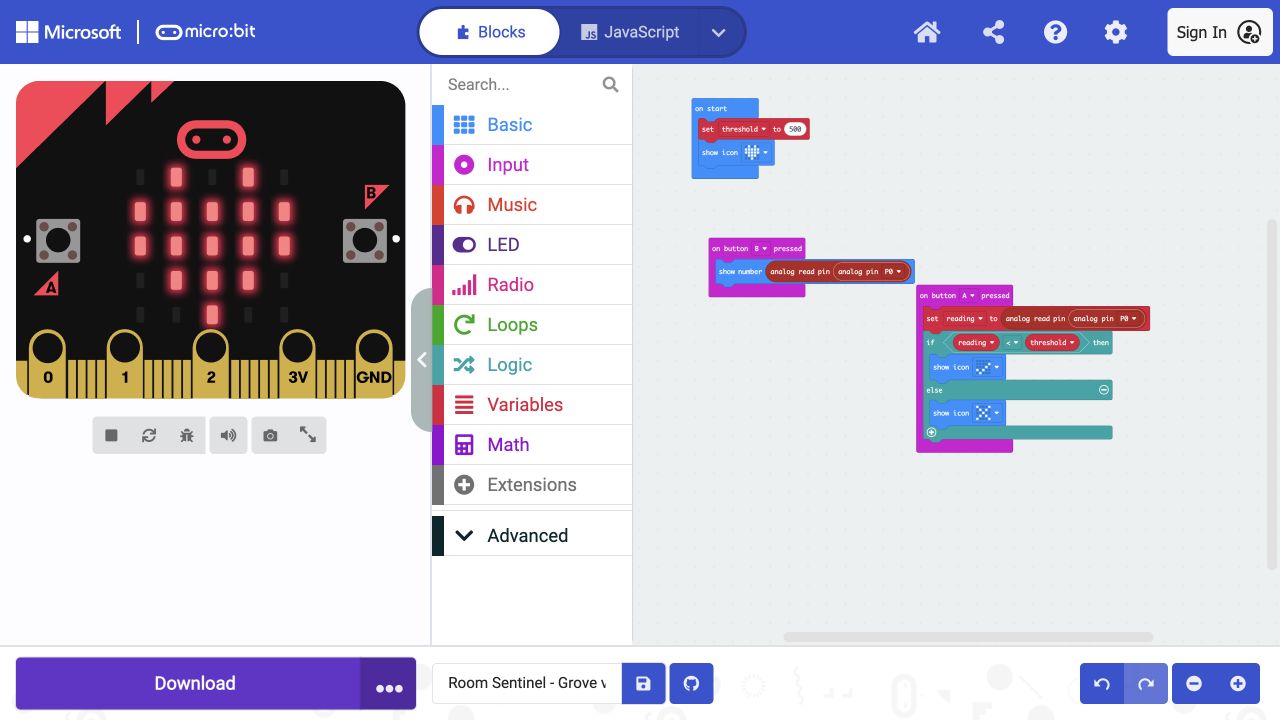 Microsoft
micro:bit
Blocks
JS JavaScript
Sign In
B
A
0 1 2 3V GND
Search...
Basic
Input
Music
LED
Radio
Loops
Logic
Variables
Math
Extensions
Advanced
on start
set threshold to 500
show icon
on button B pressed
show number analog read pin analog pin P0
on button A pressed
set reading to analog read pin analog pin P0
if reading < threshold then
show icon
else
show icon
Download
Room Sentinel - Grove v